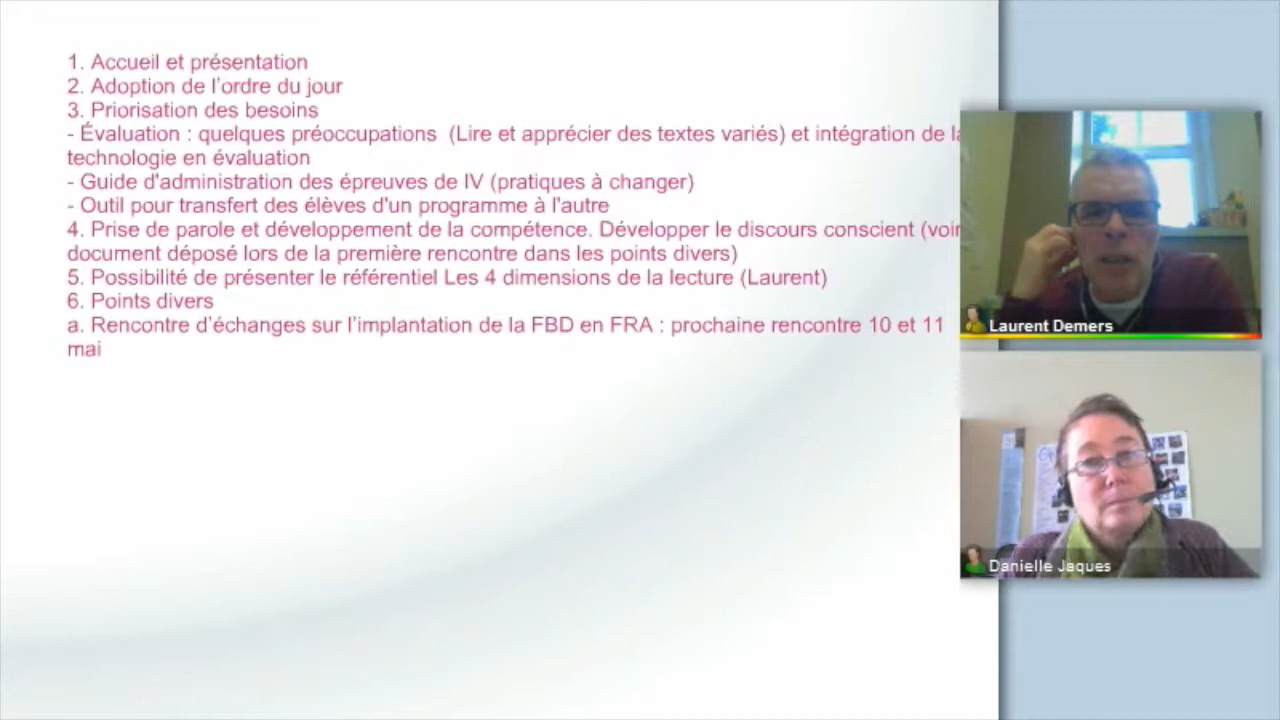 1. Accueil et présentation
2. Adoption de l'ordre du jour
3. Priorisation des besoins
- Évaluation : quelques préoccupations (Lire et apprécier des textes variés) et intégration de la
technologie en évaluation
- Guide d'administration des épreuves de IV (pratiques à changer)
- Outil pour transfert des élèves d'un programme à l'autre
4. Prise de parole et développement de la compétence. Développer le discours conscient (voir
document déposé lors de la première rencontre dans les points divers)
5. Possibilité de présenter le référentiel Les 4 dimensions de la lecture (Laurent)
6. Points divers
a. Rencontre d'échanges sur l'implantation de la FBD en FRA : prochaine rencontre 10 et 11
mai
Laurent Demers
Danielle Jaques